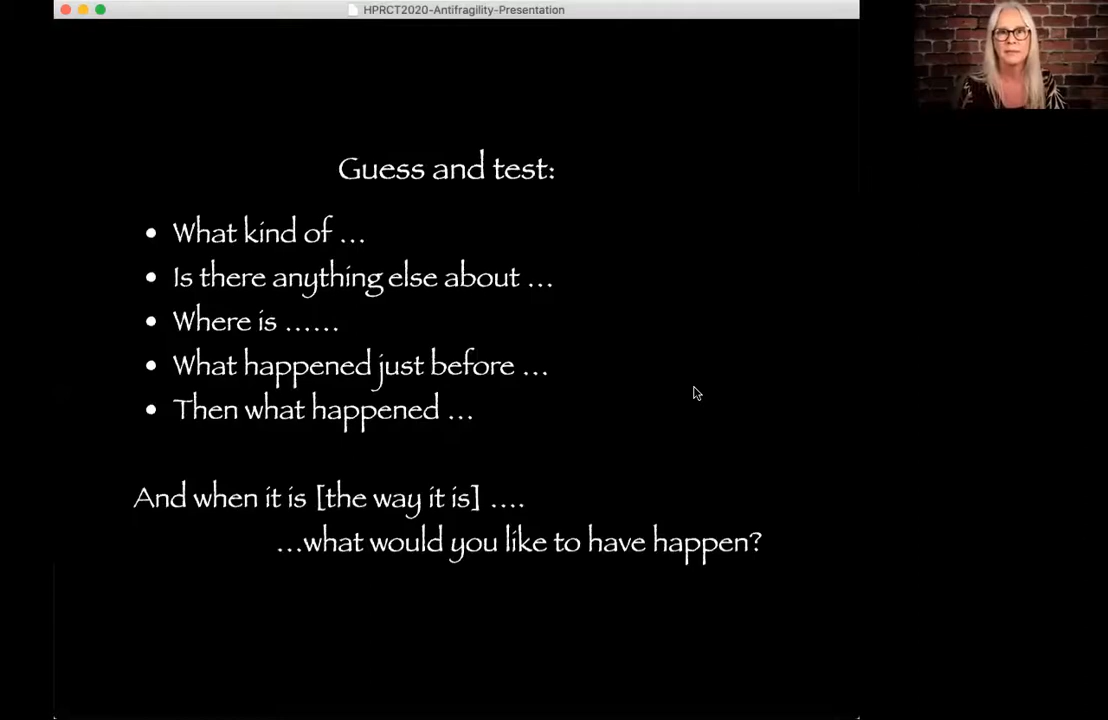 HPRCT2020-Antifragility-Presentation
Guess and test:
• What kind of ...
• Is there anything else about ...
• Where is ......
• What happened just before ...
• Then what happened ...
And when it is [the way it is] ....
...what would you like to have happen?